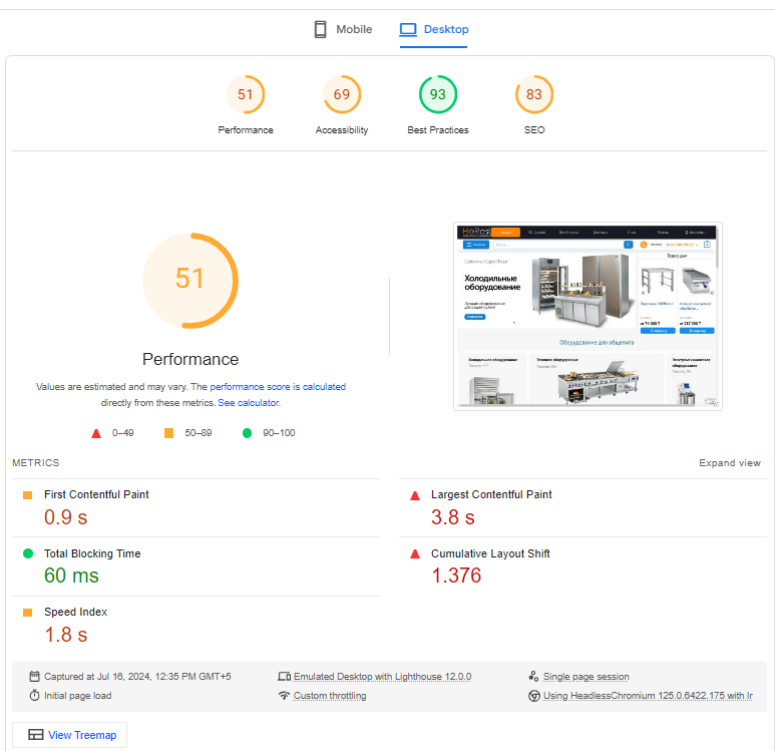 Mobile
Desktop
51
69
93
83
Performance
Accessibility
Best Practices
SEO
51
Performance
Values are estimated and may vary. The performance score is calculated
directly from these metrics. See calculator.
0–49
50–89
90–100
Холодильные
оборудование
Оборудование для общепита
METRICS
Expand view
First Contentful Paint
0.9 s
Largest Contentful Paint
3.8 s
Total Blocking Time
60 ms
Cumulative Layout Shift
1.376
Speed Index
1.8 s
Captured at Jul 16, 2024, 12:35 PM GMT+5
Emulated Desktop with Lighthouse 12.0.0
Single page session
Initial page load
Custom throttling
Using HeadlessChromium 125.0.6422.175 with lr
View Treemap